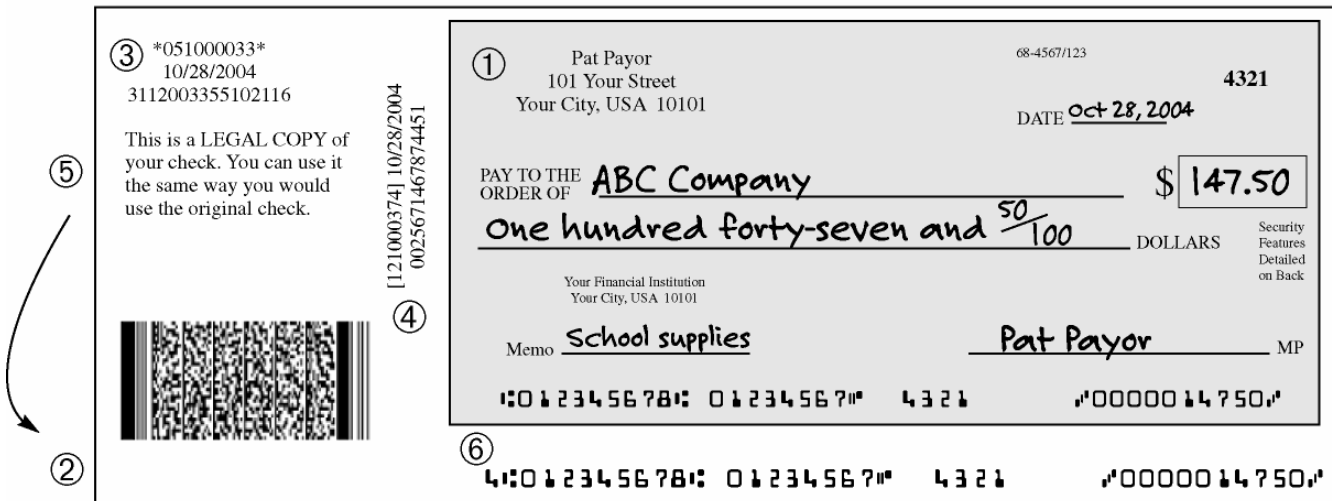 ③ *051000033*
10/28/2004
3112003355102116
This is a LEGAL COPY of
your check. You can use it
the same way you would
use the original check.
⑤
②
[121000374] 10/28/2004
0025671467874451
④
① Pat Payor
101 Your Street
Your City, USA 10101
68-4567/123
4321
DATE Oct 28, 2004
PAY TO THE
ORDER OF ABC Company $ 147.50
One hundred forty-seven and 50/100 DOLLARS
Security
Features
Detailed
on Back
Your Financial Institution
Your City, USA 10101
Memo School supplies Pat Payor MP
⑆012345678⑆ 01234567⑈ 4321 ⑇0000014750⑇
⑥
4⑆012345678⑆ 01234567⑈ 4321 ⑇0000014750⑇